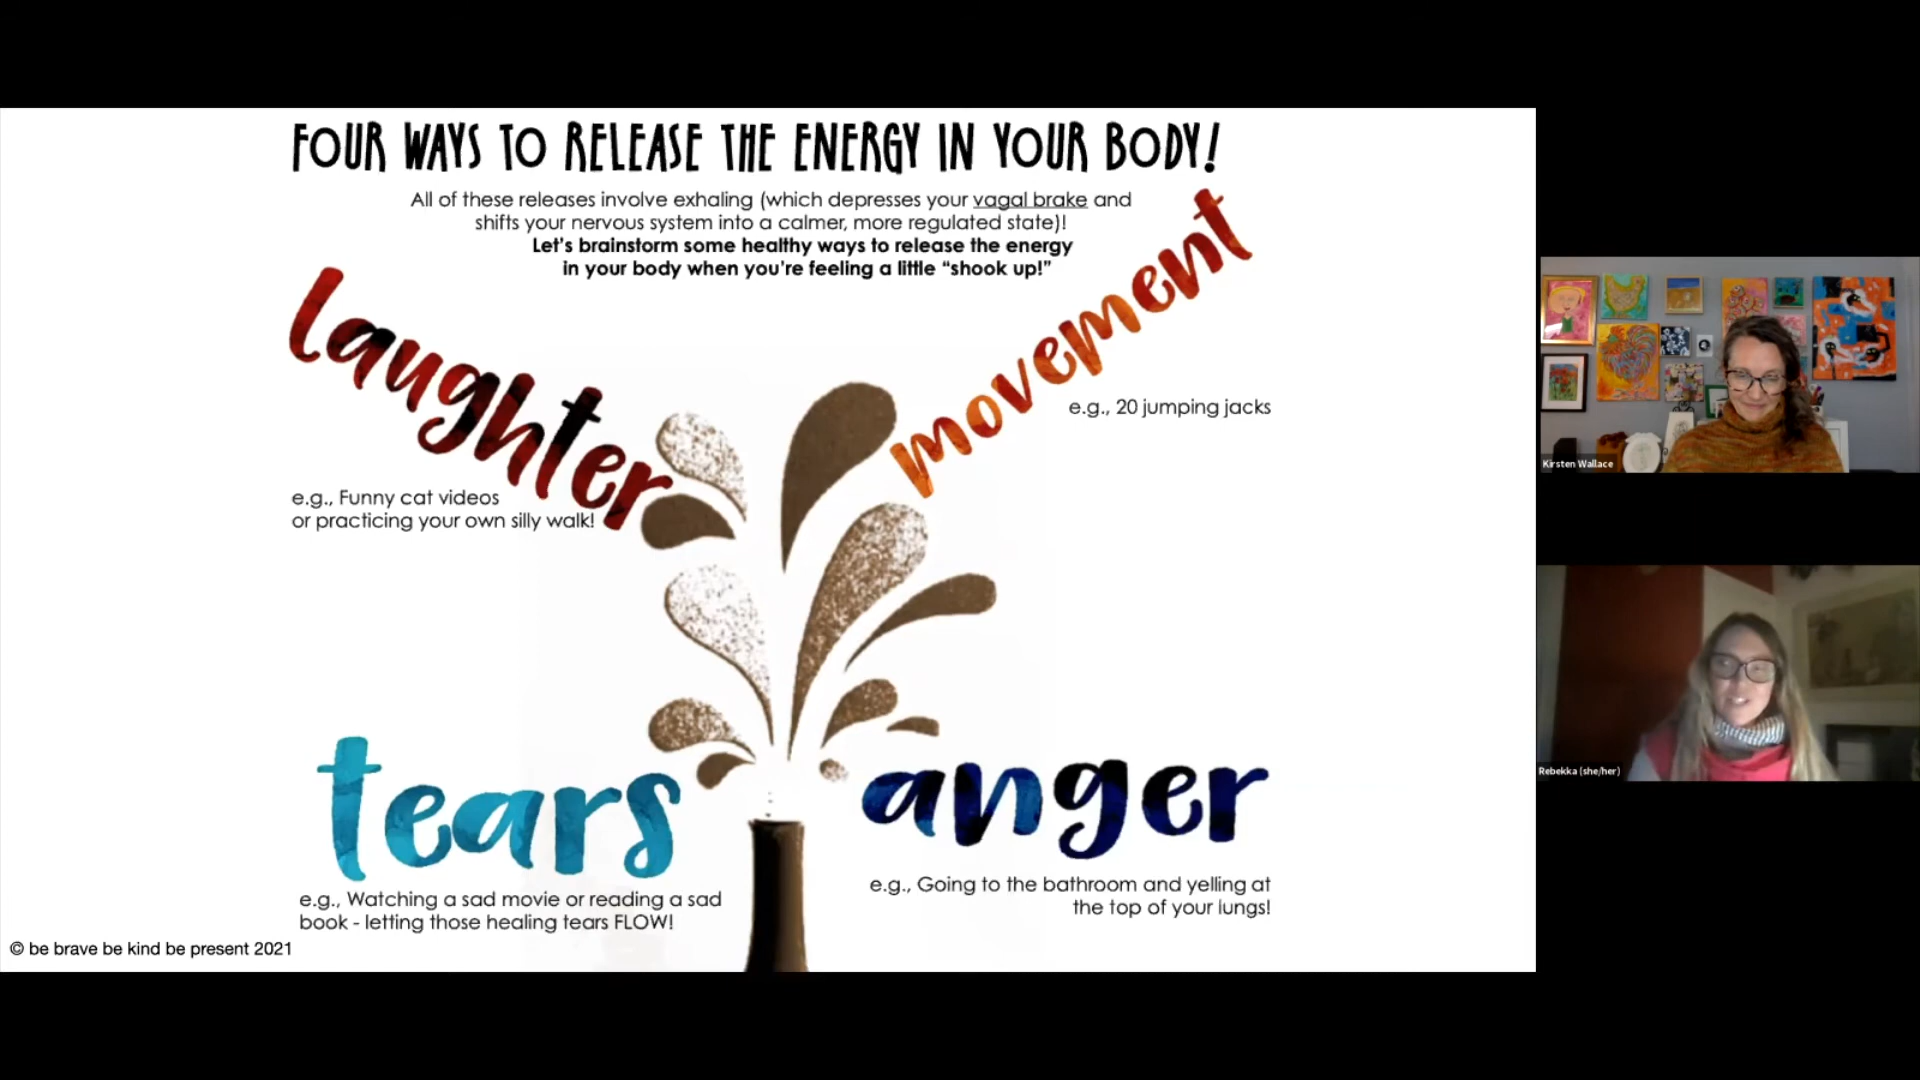 FOUR WAYS TO RELEASE THE ENERGY IN YOUR BODY!
All of these releases involve exhaling (which depresses your vagal brake and
shifts your nervous system into a calmer, more regulated state)!
Let's brainstorm some healthy ways to release the energy
in your body when you're feeling a little “shook up!”
laughter
e.g., Funny cat videos
or practicing your own silly walk!
movement
e.g., 20 jumping jacks
tears
e.g., Watching a sad movie or reading a sad
book - letting those healing tears FLOW!
anger
e.g., Going to the bathroom and yelling at
the top of your lungs!
© be brave be kind be present 2021
Kirsten Wallace
Rebekka (she/her)